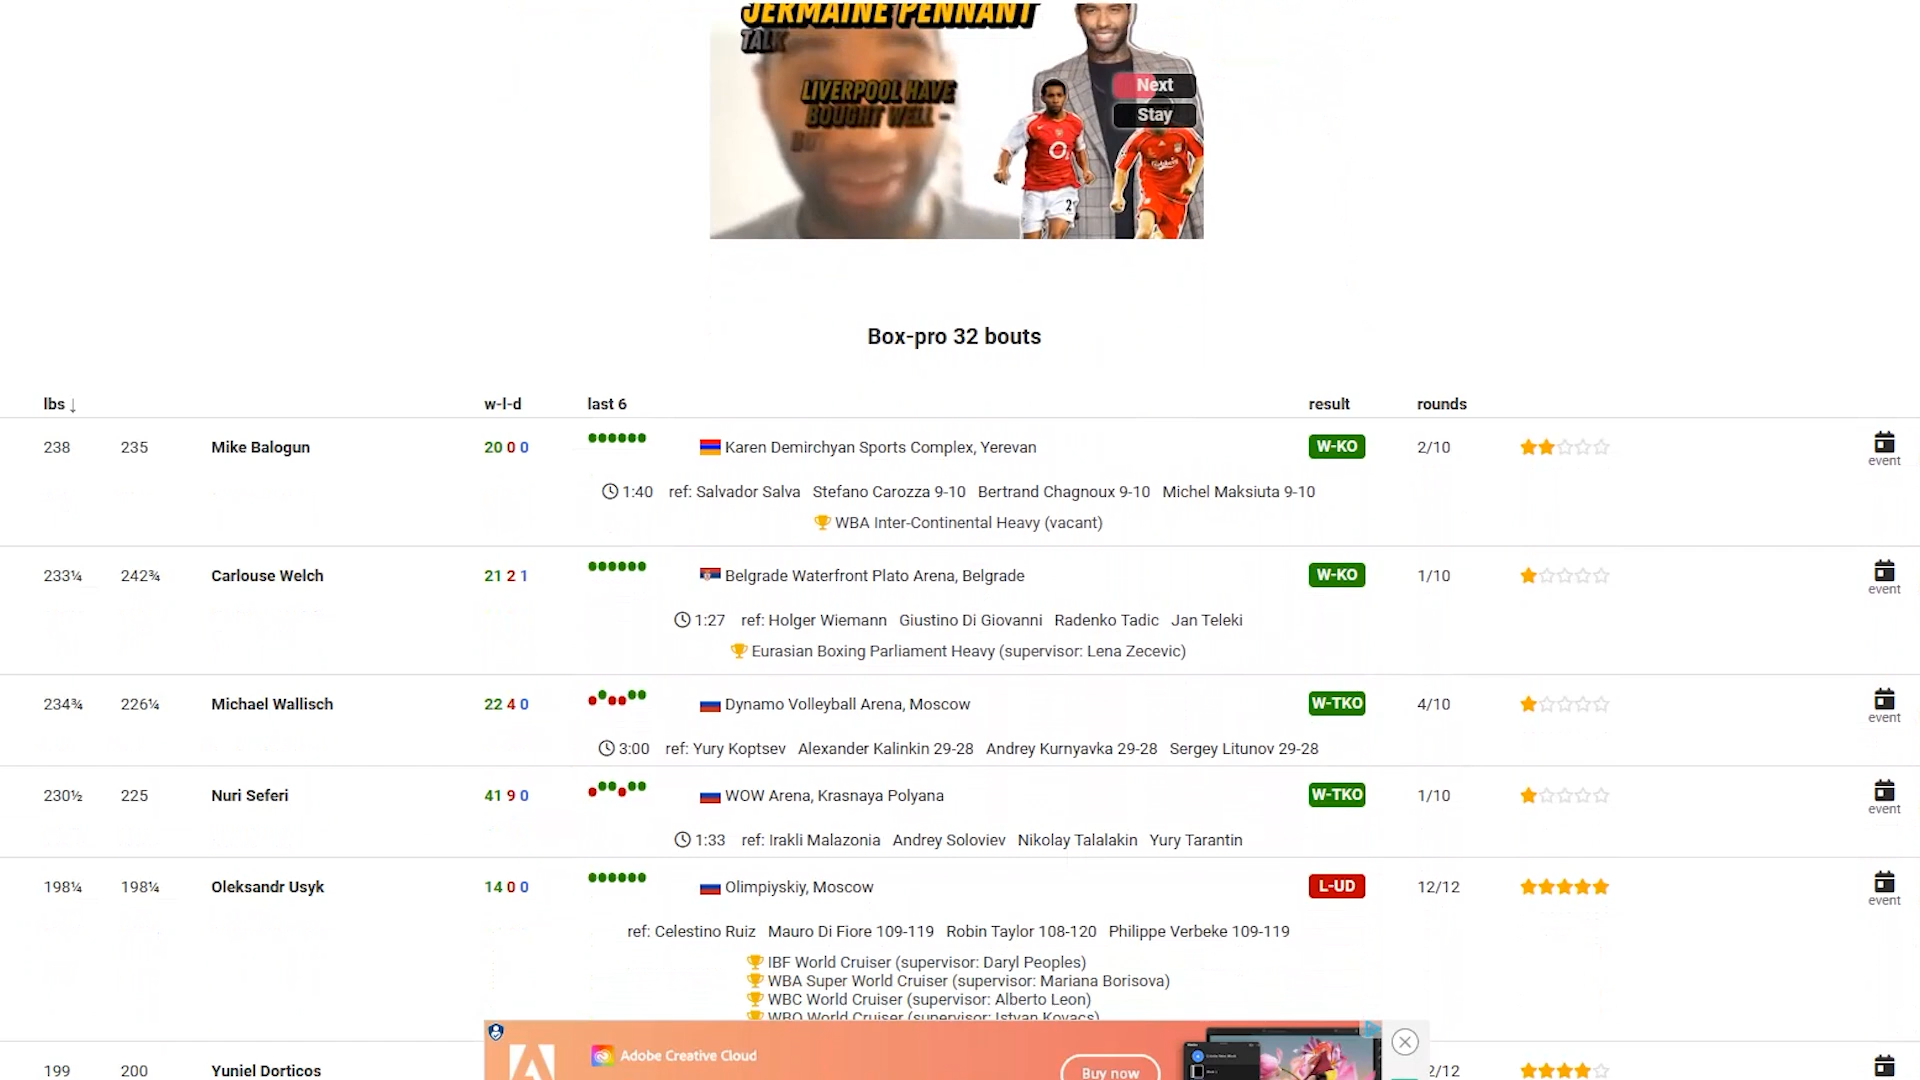 JERMAINE PENNANT
TALK
LIVERPOOL HAVE
BOUGHT WELL -
Next
Stay
Box-pro 32 bouts
lbs ↓ w-l-d last 6 result rounds
238 235 Mike Balogun 20 0 0 Karen Demirchyan Sports Complex, Yerevan W-KO 2/10 event
1:40 ref: Salvador Salva Stefano Carozza 9-10 Bertrand Chagnoux 9-10 Michel Maksiuta 9-10
WBA Inter-Continental Heavy (vacant)
233¼ 242¾ Carlouse Welch 21 2 1 Belgrade Waterfront Plato Arena, Belgrade W-KO 1/10 event
1:27 ref: Holger Wiemann Giustino Di Giovanni Radenko Tadic Jan Teleki
Eurasian Boxing Parliament Heavy (supervisor: Lena Zecevic)
234¾ 226¼ Michael Wallisch 22 4 0 Dynamo Volleyball Arena, Moscow W-TKO 4/10 event
3:00 ref: Yury Koptsev Alexander Kalinkin 29-28 Andrey Kurnyavka 29-28 Sergey Litunov 29-28
230½ 225 Nuri Seferi 41 9 0 WOW Arena, Krasnaya Polyana W-TKO 1/10 event
1:33 ref: Irakli Malazonia Andrey Soloviev Nikolay Talalakin Yury Tarantin
198¼ 198¼ Oleksandr Usyk 14 0 0 Olimpiyskiy, Moscow L-UD 12/12 event
ref: Celestino Ruiz Mauro Di Fiore 109-119 Robin Taylor 108-120 Philippe Verbeke 109-119
IBF World Cruiser (supervisor: Daryl Peoples)
WBA Super World Cruiser (supervisor: Mariana Borisova)
WBC World Cruiser (supervisor: Alberto Leon)
WBO World Cruiser (supervisor: Istvan Kovacs)
Adobe Creative Cloud
Buy now
199 200 Yuniel Dorticos 2/12